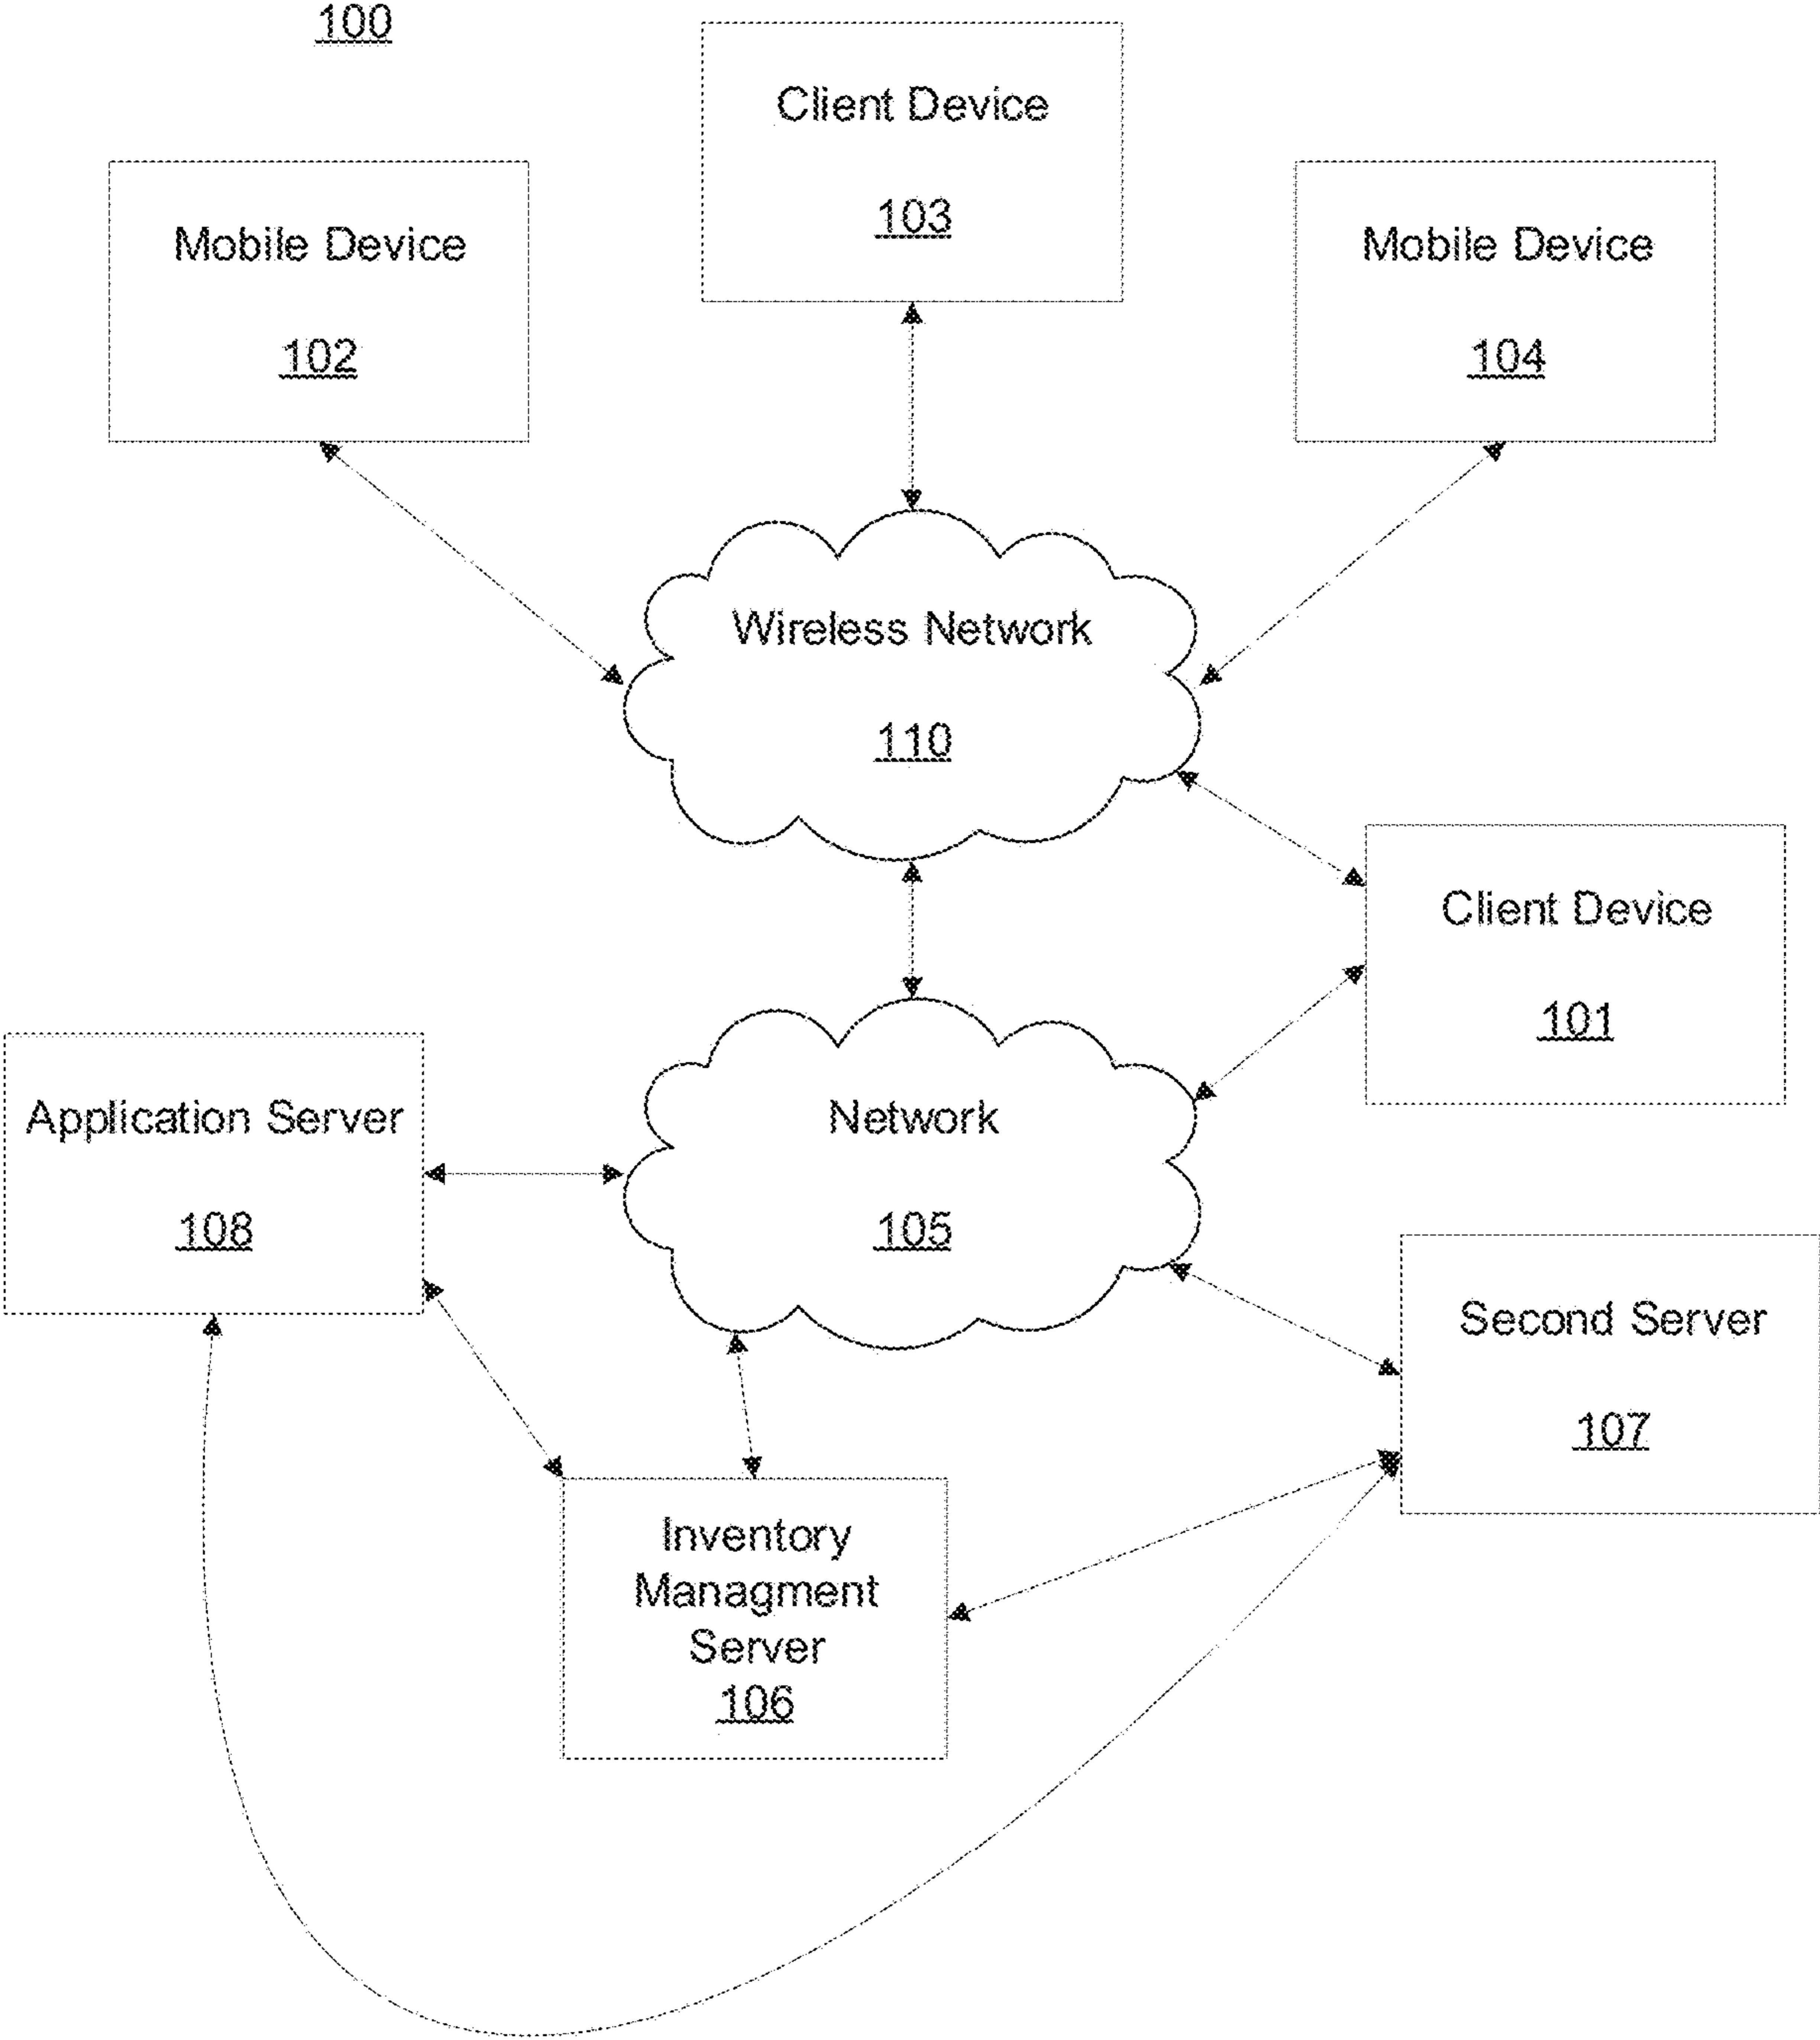 100
Client Device
103
Mobile Device
102
Mobile Device
104
Wireless Network
110
Client Device
101
Application Server
108
Network
105
Second Server
107
Inventory
Managment
Server
106